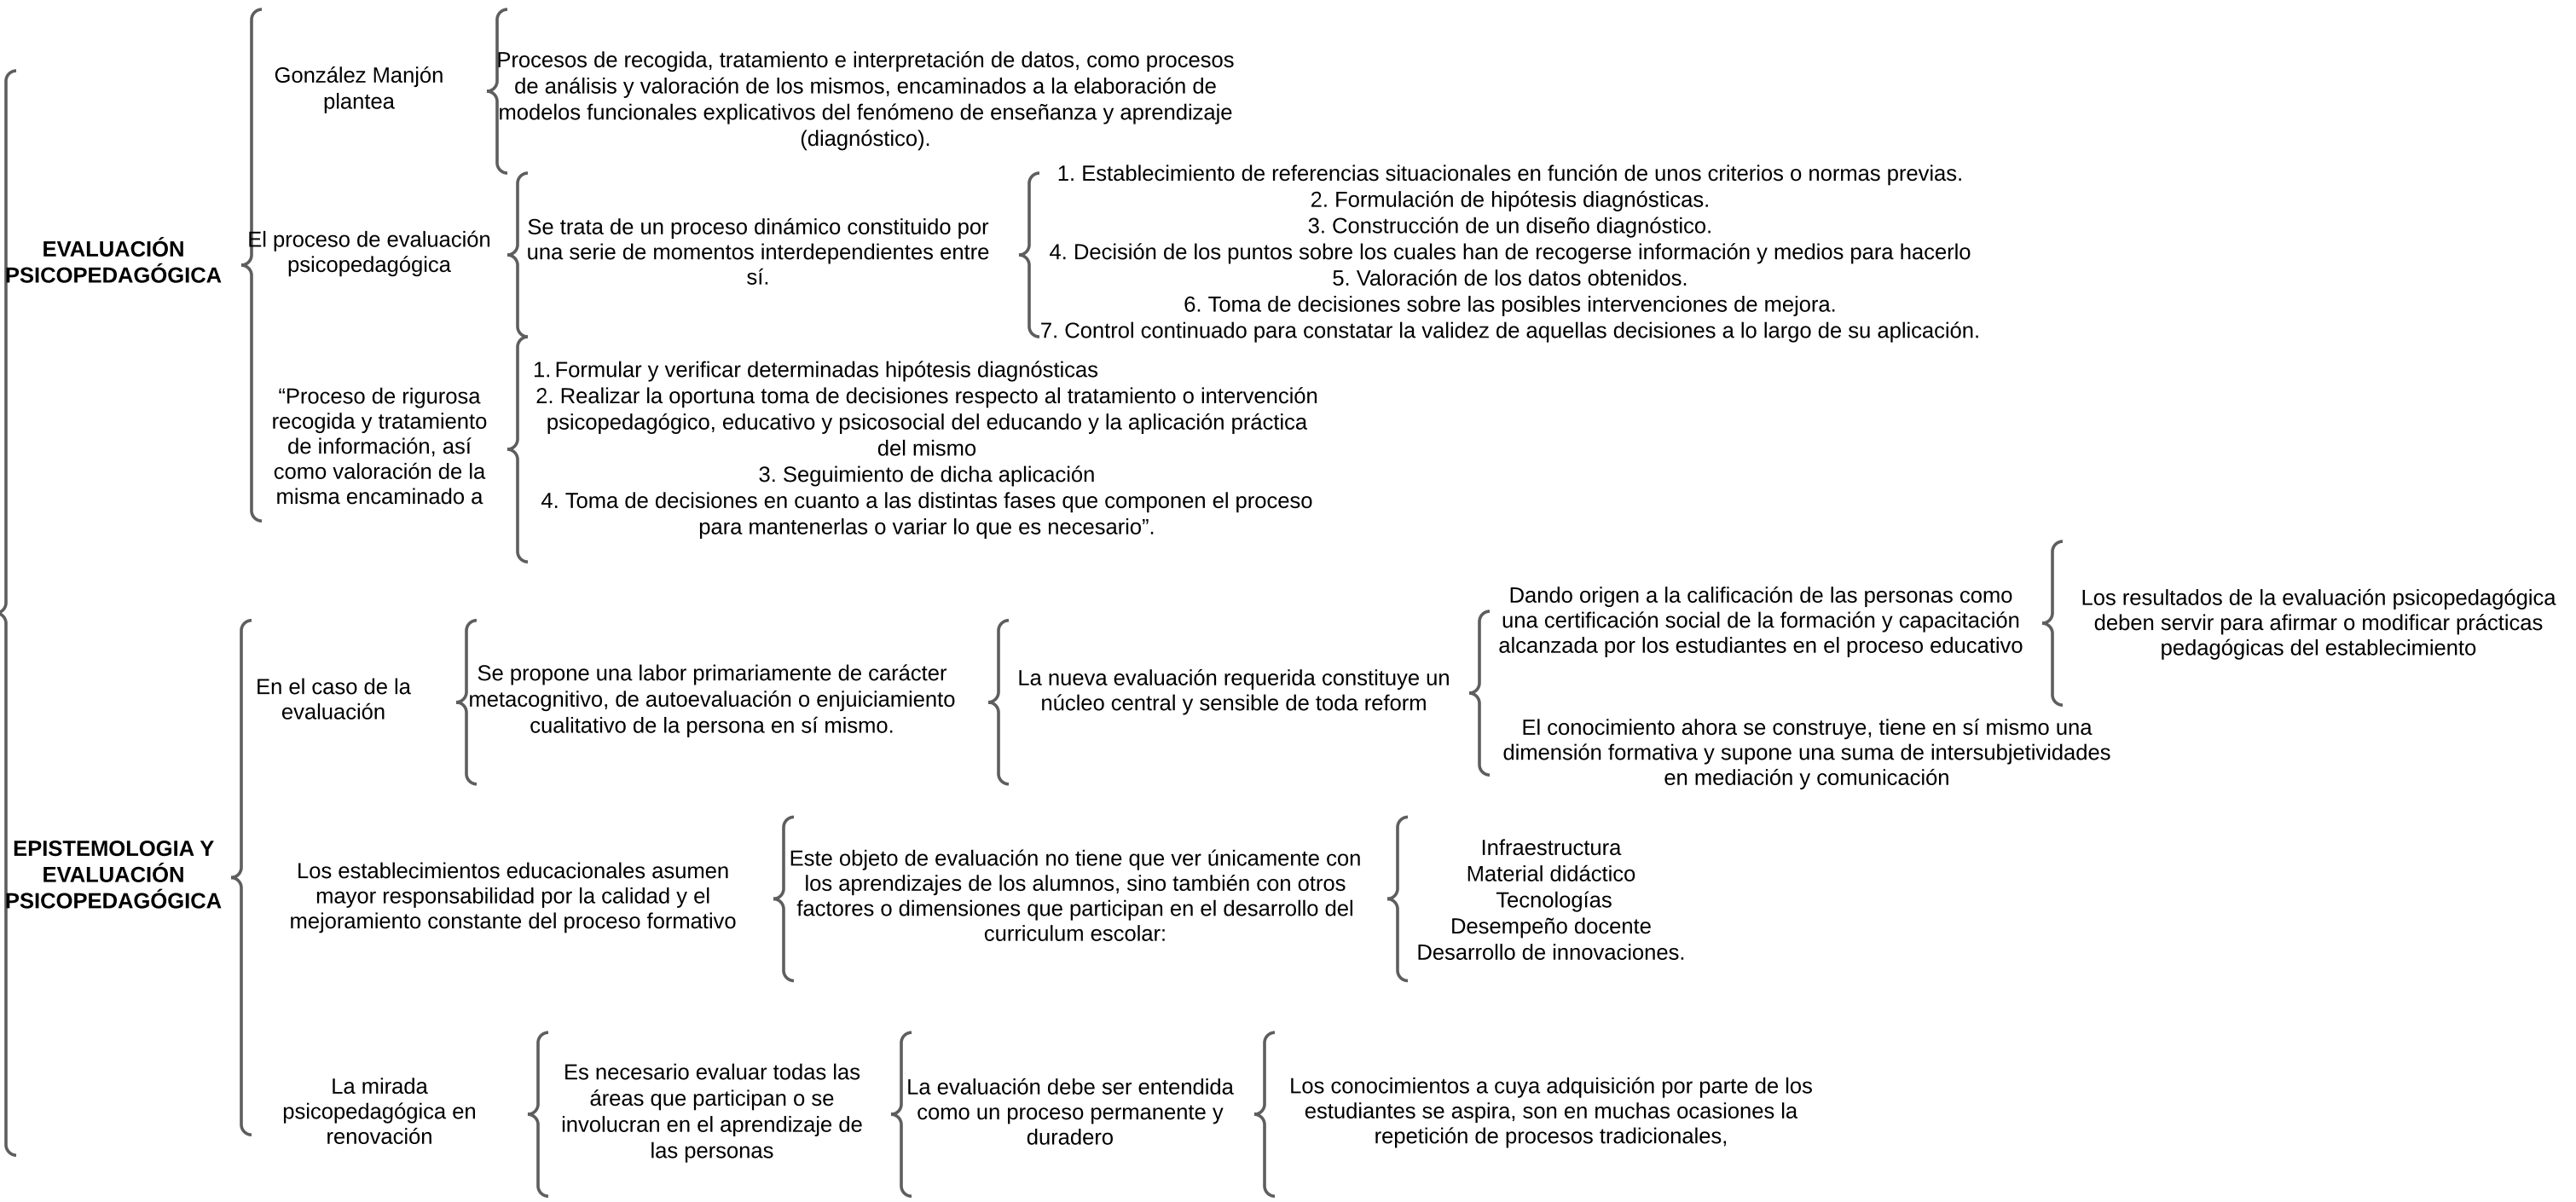 EVALUACIÓN
PSICOPEDAGÓGICA
González Manjón
plantea
Procesos de recogida, tratamiento e interpretación de datos, como procesos
de análisis y valoración de los mismos, encaminados a la elaboración de
modelos funcionales explicativos del fenómeno de enseñanza y aprendizaje
(diagnóstico).
El proceso de evaluación
psicopedagógica
Se trata de un proceso dinámico constituido por
una serie de momentos interdependientes entre
sí.
1. Establecimiento de referencias situacionales en función de unos criterios o normas previas.
2. Formulación de hipótesis diagnósticas.
3. Construcción de un diseño diagnóstico.
4. Decisión de los puntos sobre los cuales han de recogerse información y medios para hacerlo
5. Valoración de los datos obtenidos.
6. Toma de decisiones sobre las posibles intervenciones de mejora.
7. Control continuado para constatar la validez de aquellas decisiones a lo largo de su aplicación.
“Proceso de rigurosa
recogida y tratamiento
de información, así
como valoración de la
misma encaminado a
1. Formular y verificar determinadas hipótesis diagnósticas
2. Realizar la oportuna toma de decisiones respecto al tratamiento o intervención
psicopedagógico, educativo y psicosocial del educando y la aplicación práctica
del mismo
3. Seguimiento de dicha aplicación
4. Toma de decisiones en cuanto a las distintas fases que componen el proceso
para mantenerlas o variar lo que es necesario”.
EPISTEMOLOGIA Y
EVALUACIÓN
PSICOPEDAGÓGICA
En el caso de la
evaluación
Se propone una labor primariamente de carácter
metacognitivo, de autoevaluación o enjuiciamiento
cualitativo de la persona en sí mismo.
La nueva evaluación requerida constituye un
núcleo central y sensible de toda reform
Dando origen a la calificación de las personas como
una certificación social de la formación y capacitación
alcanzada por los estudiantes en el proceso educativo
Los resultados de la evaluación psicopedagógica
deben servir para afirmar o modificar prácticas
pedagógicas del establecimiento
El conocimiento ahora se construye, tiene en sí mismo una
dimensión formativa y supone una suma de intersubjetividades
en mediación y comunicación
Los establecimientos educacionales asumen
mayor responsabilidad por la calidad y el
mejoramiento constante del proceso formativo
Este objeto de evaluación no tiene que ver únicamente con
los aprendizajes de los alumnos, sino también con otros
factores o dimensiones que participan en el desarrollo del
curriculum escolar:
Infraestructura
Material didáctico
Tecnologías
Desempeño docente
Desarrollo de innovaciones.
La mirada
psicopedagógica en
renovación
Es necesario evaluar todas las
áreas que participan o se
involucran en el aprendizaje de
las personas
La evaluación debe ser entendida
como un proceso permanente y
duradero
Los conocimientos a cuya adquisición por parte de los
estudiantes se aspira, son en muchas ocasiones la
repetición de procesos tradicionales,